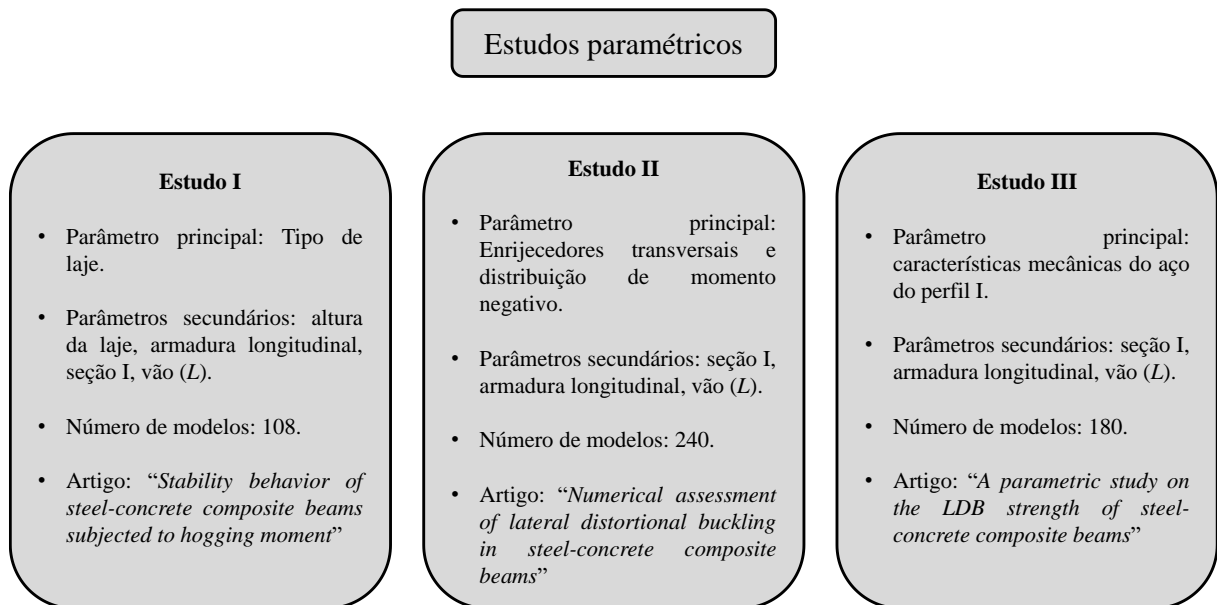 Estudos paramétricos
Estudo I
• Parâmetro principal: Tipo de
laje.
• Parâmetros secundários: altura
da laje, armadura longitudinal,
seção I, vão (L).
• Número de modelos: 108.
• Artigo: “Stability behavior of
steel-concrete composite beams
subjected to hogging moment”
Estudo II
• Parâmetro principal:
Enrijecedores transversais e
distribuição de momento
negativo.
• Parâmetros secundários: seção I,
armadura longitudinal, vão (L).
• Número de modelos: 240.
• Artigo: “Numerical assessment
of lateral distortional buckling
in steel-concrete composite
beams”
Estudo III
• Parâmetro principal:
características mecânicas do aço
do perfil I.
• Parâmetros secundários: seção I,
armadura longitudinal, vão (L).
• Número de modelos: 180.
• Artigo: “A parametric study on
the LDB strength of steel-
concrete composite beams”